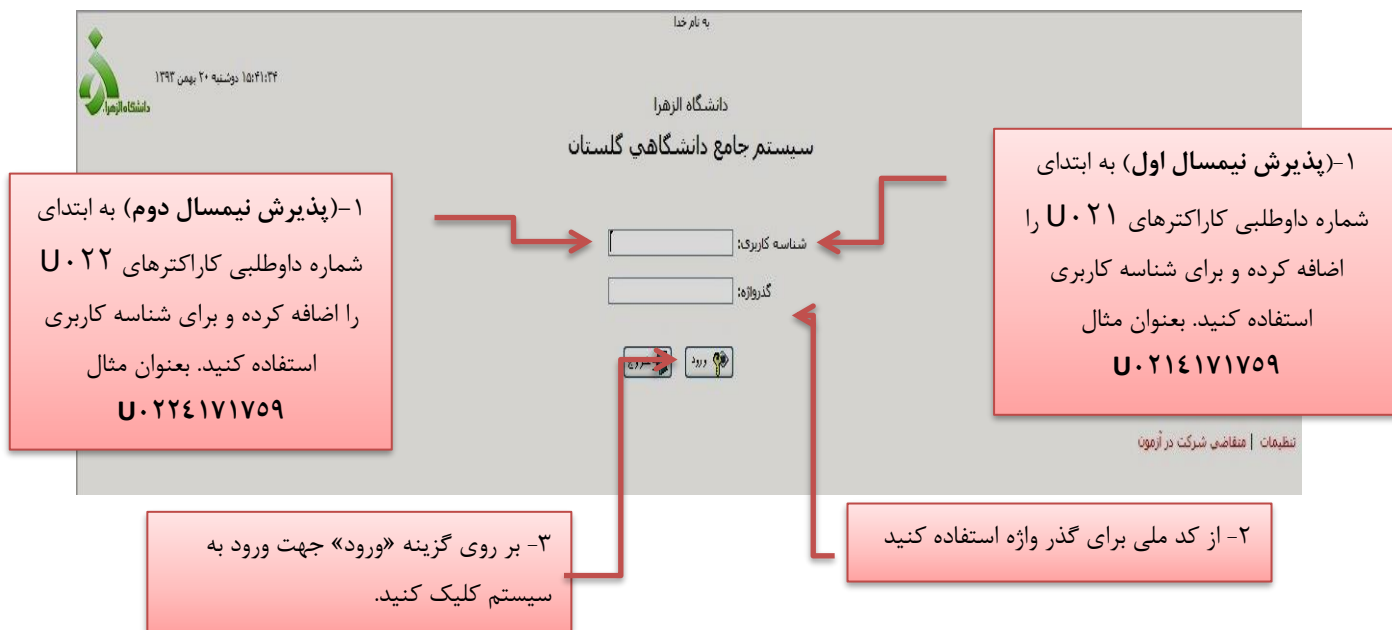 به نام خدا
۱۵:۴۱:۳۴ دوشنبه ۲۰ بهمن ۱۳۹۳
دانشگاه الزهرا
دانشگاه الزهرا
سیستم جامع دانشگاهي گلستان
۱-(پذیرش نیمسال اول) به ابتدای
شماره داوطلبی کاراکترهای U۰۲۱ را
اضافه کرده و برای شناسه کاربری
استفاده کنید. بعنوان مثال
U۰۲۱٤۱۷۱۷٥۹
۱-(پذیرش نیمسال دوم) به ابتدای
شماره داوطلبی کاراکترهای U۰۲۲
را اضافه کرده و برای شناسه کاربری
استفاده کنید. بعنوان مثال
U۰۲۲٤۱۷۱۷٥۹
شناسه کاربری:
گذرواژه:
ورود
تنظیمات | متقاضی شرکت در آزمون
۲- از کد ملی برای گذر واژه استفاده کنید
۳- بر روی گزینه «ورود» جهت ورود به
سیستم کلیک کنید.